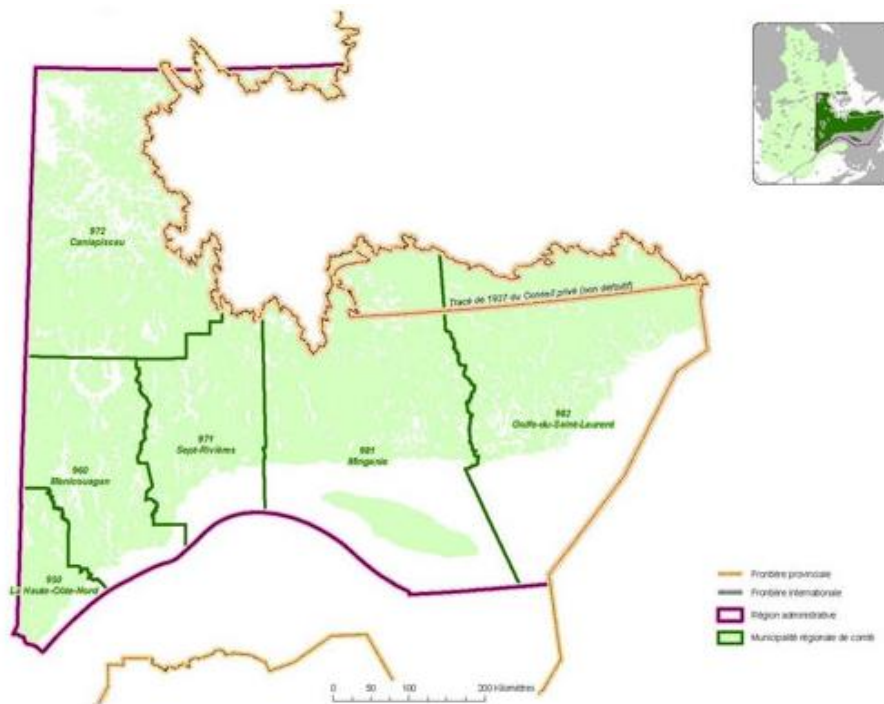 972
Caniapiscau
Tracé de 1927 du Conseil privé (non définitif)
971
Sept-Rivières
981
Minganie
982
Golfe-du-Saint-Laurent
960
Manicouagan
950
La Haute-Côte-Nord
Frontière provinciale
Frontière internationale
Région administrative
Municipalité régionale de comté
0 50 100 200 Kilomètres